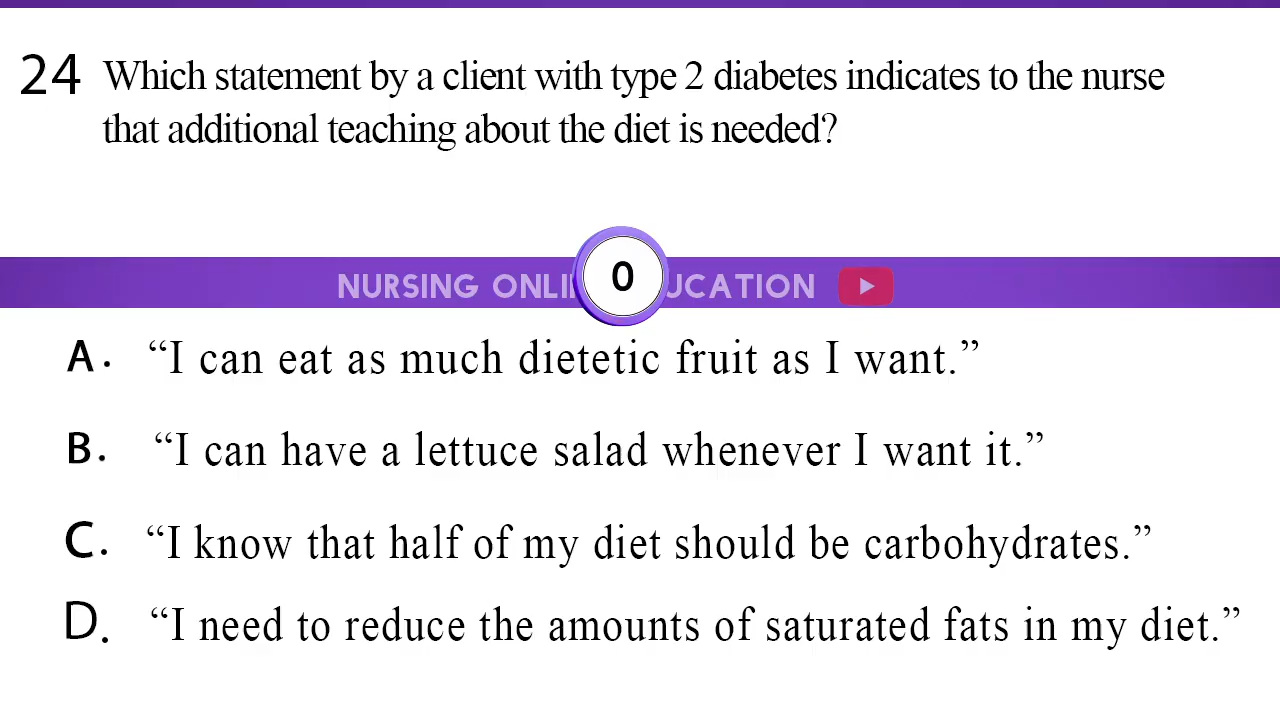 24 Which statement by a client with type 2 diabetes indicates to the nurse
that additional teaching about the diet is needed?
NURSING ONLI UCATION
0
A. “I can eat as much dietetic fruit as I want.”
B. “I can have a lettuce salad whenever I want it.”
C. “I know that half of my diet should be carbohydrates.”
D. “I need to reduce the amounts of saturated fats in my diet.”